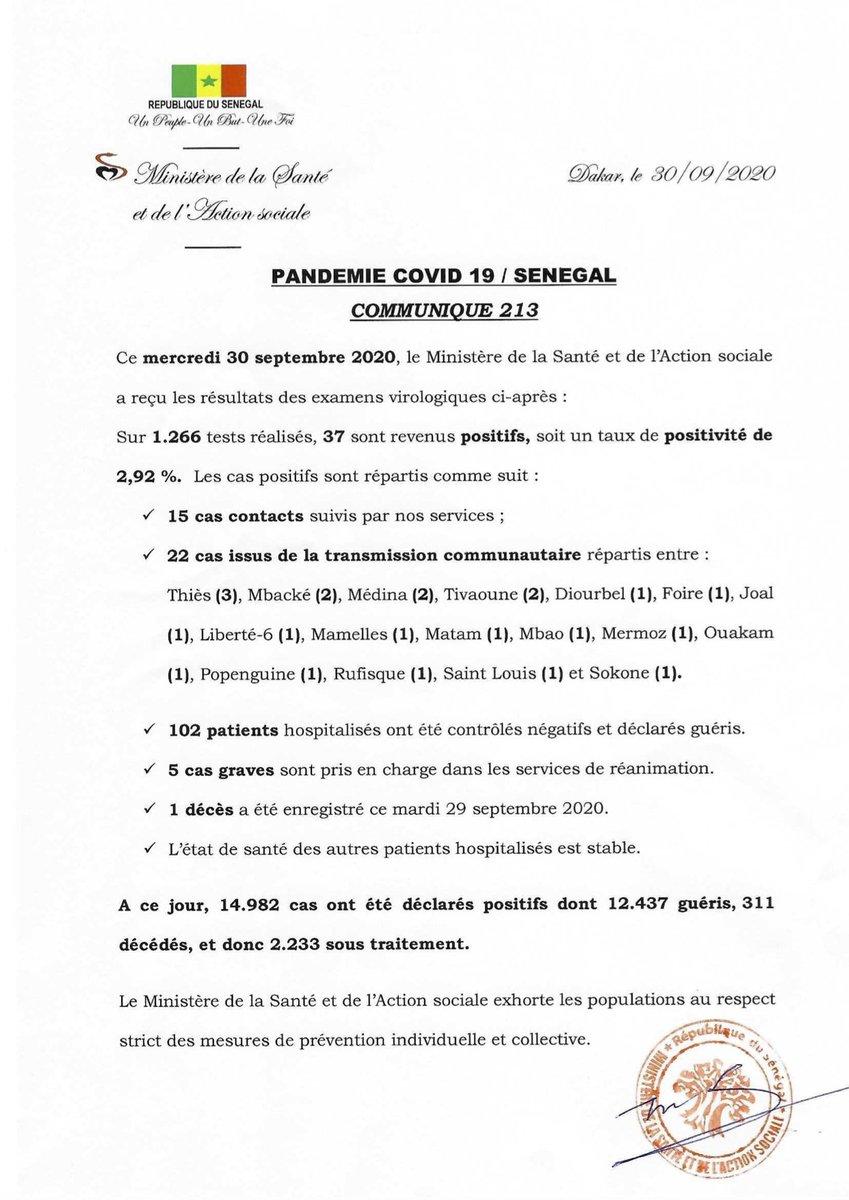 REPUBLIQUE DU SENEGAL
Un Peuple-Un But-Une Foi
Ministère de la Santé
et de l'Action sociale
Dakar, le 30/09/2020
PANDEMIE COVID 19 / SENEGAL
COMMUNIQUE 213
Ce mercredi 30 septembre 2020, le Ministère de la Santé et de l'Action sociale
a reçu les résultats des examens virologiques ci-après :
Sur 1.266 tests réalisés, 37 sont revenus positifs, soit un taux de positivité de
2,92 %. Les cas positifs sont répartis comme suit :
✓ 15 cas contacts suivis par nos services ;
✓ 22 cas issus de la transmission communautaire répartis entre :
Thiès (3), Mbacké (2), Médina (2), Tivaoune (2), Diourbel (1), Foire (1), Joal
(1), Liberté-6 (1), Mamelles (1), Matam (1), Mbao (1), Mermoz (1), Ouakam
(1), Popenguine (1), Rufisque (1), Saint Louis (1) et Sokone (1).
✓ 102 patients hospitalisés ont été contrôlés négatifs et déclarés guéris.
✓ 5 cas graves sont pris en charge dans les services de réanimation.
✓ 1 décès a été enregistré ce mardi 29 septembre 2020.
✓ L'état de santé des autres patients hospitalisés est stable.
A ce jour, 14.982 cas ont été déclarés positifs dont 12.437 guéris, 311
décédés, et donc 2.233 sous traitement.
Le Ministère de la Santé et de l'Action sociale exhorte les populations au respect
strict des mesures de prévention individuelle et collective.
République du Sénégal
MINISTERE DE LA SANTE ET DE L'ACTION SOCIALE